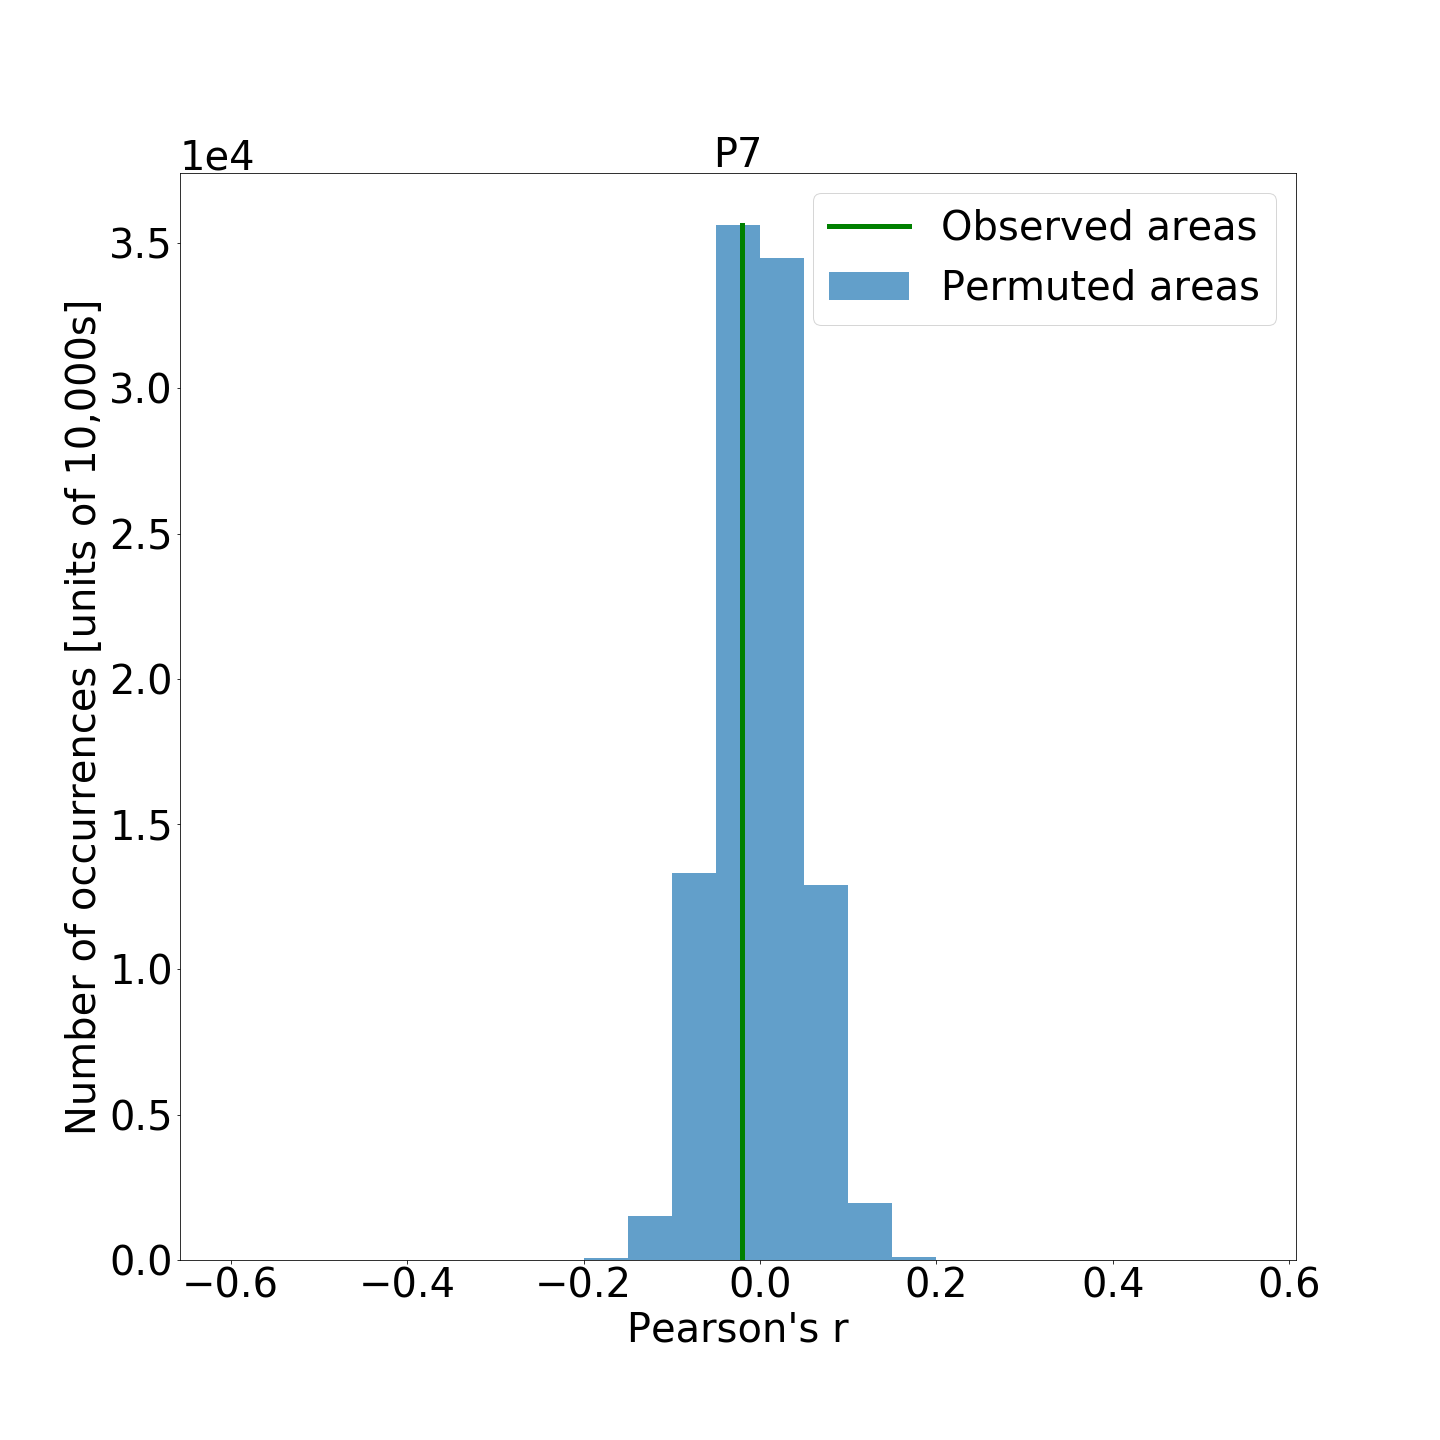 P7
1e4
Observed areas
Permuted areas
3.5
3.0
2.5
2.0
1.5
1.0
0.5
0.0
Number of occurrences [units of 10,000s]
−0.6 −0.4 −0.2 0.0 0.2 0.4 0.6
Pearson's r